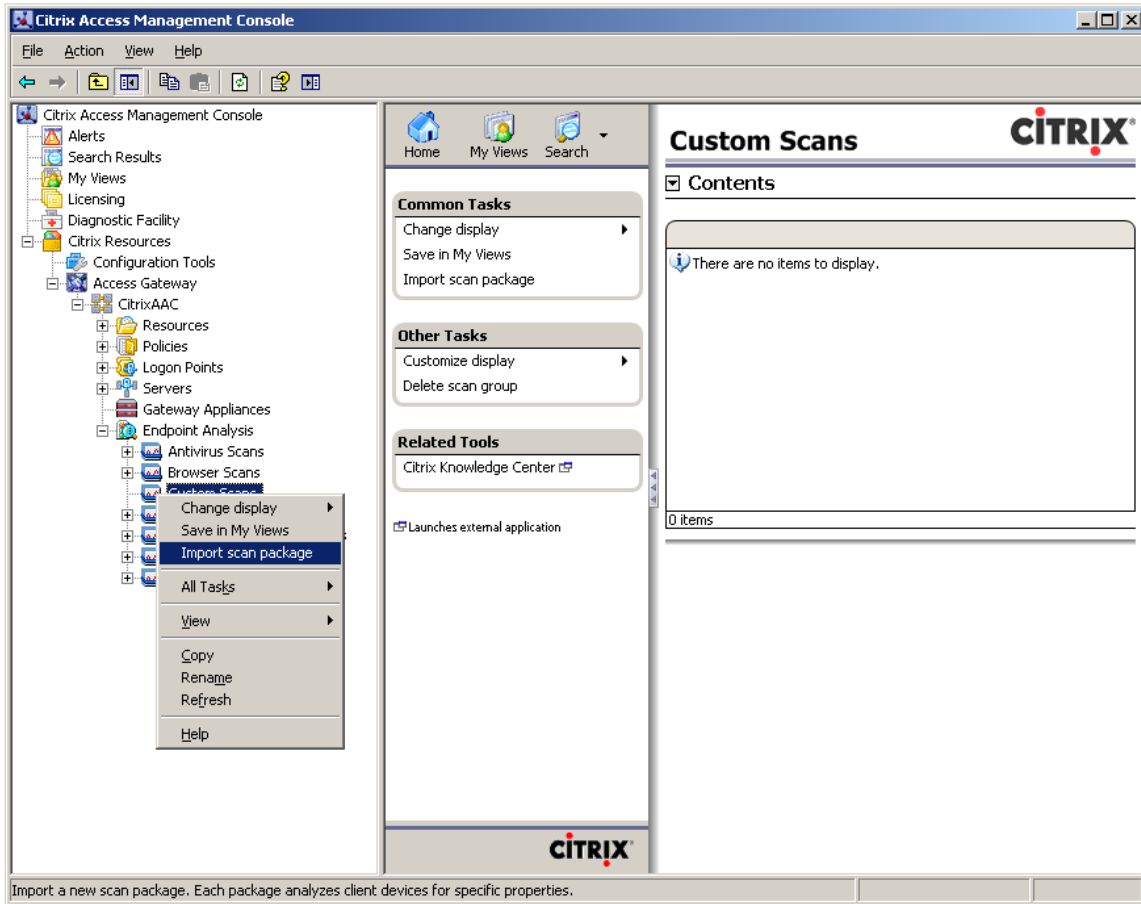 Citrix Access Management Console
File Action View Help
Citrix Access Management Console
Alerts
Search Results
My Views
Licensing
Diagnostic Facility
Citrix Resources
Configuration Tools
Access Gateway
CitrixAAC
Resources
Policies
Logon Points
Servers
Gateway Appliances
Endpoint Analysis
Antivirus Scans
Browser Scans
Custom Scans
Change display
Save in My Views
Import scan package
All Tasks
View
Copy
Rename
Refresh
Help
Home My Views Search
Common Tasks
Change display
Save in My Views
Import scan package
Other Tasks
Customize display
Delete scan group
Related Tools
Citrix Knowledge Center
Launches external application
CITRIX
Custom Scans
CITRIX
Contents
There are no items to display.
0 items
Import a new scan package. Each package analyzes client devices for specific properties.